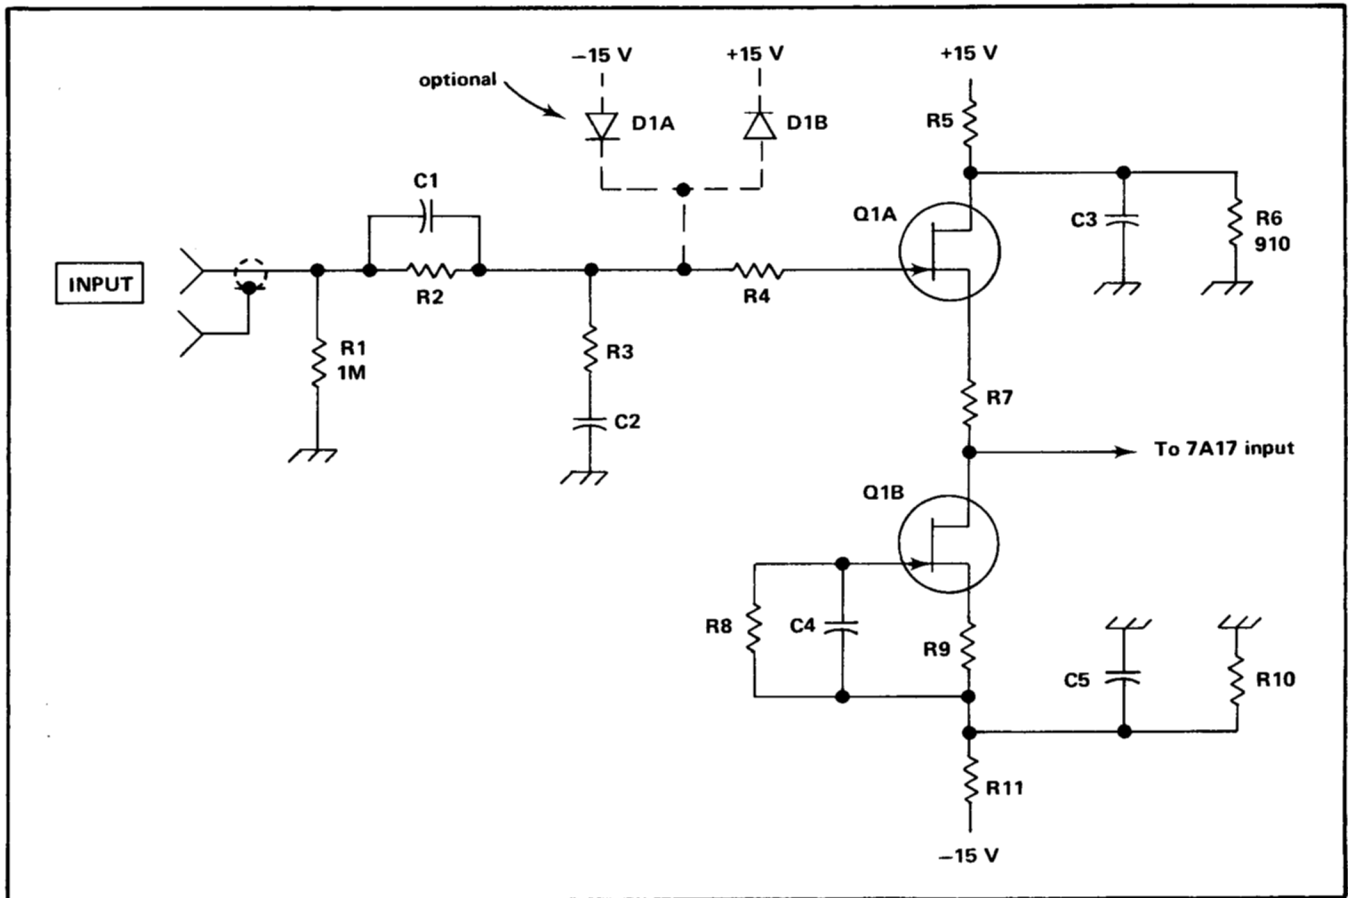 −15 V
+15 V
+15 V
optional
D1A
D1B
R5
C1
Q1A
C3
R6
910
INPUT
R2
R4
R1
1M
R3
R7
C2
To 7A17 input
Q1B
R8
C4
R9
C5
R10
R11
−15 V